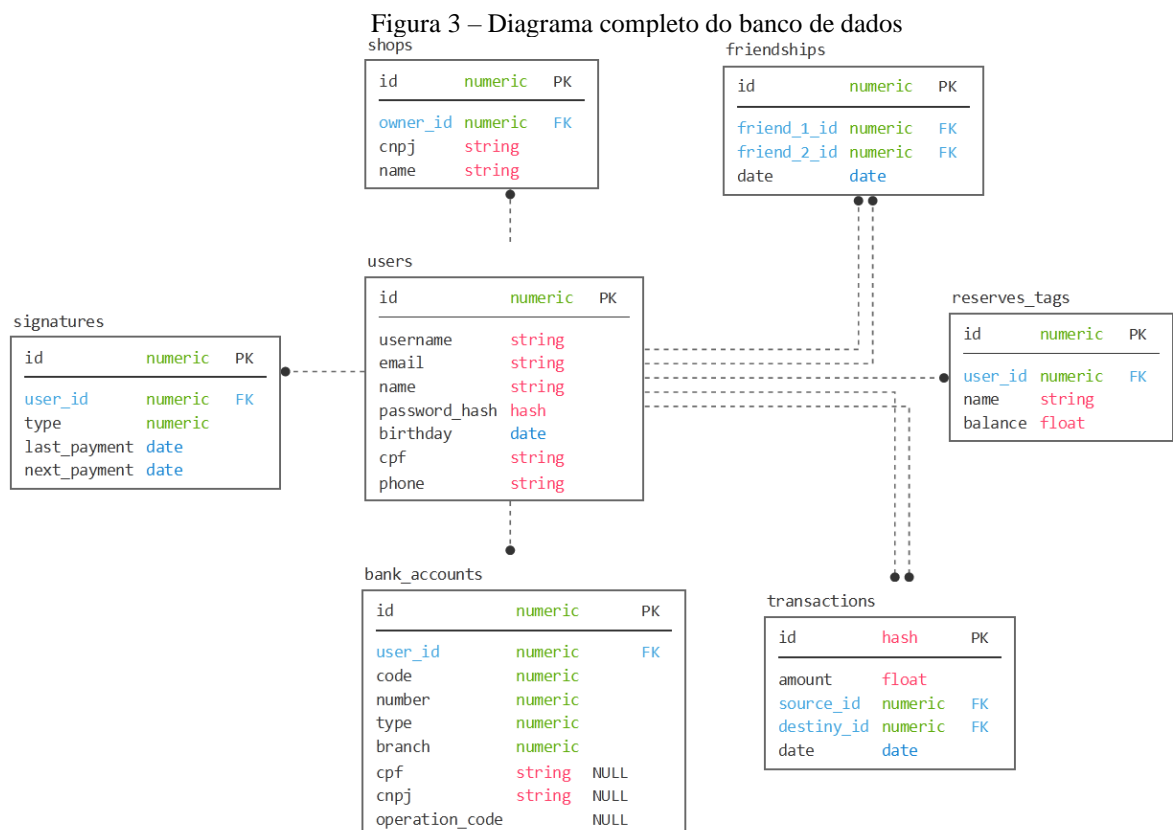 Figura 3 – Diagrama completo do banco de dados
shops
id numeric PK
owner_id numeric FK
cnpj string
name string
friendships
id numeric PK
friend_1_id numeric FK
friend_2_id numeric FK
date date
users
id numeric PK
username string
email string
name string
password_hash hash
birthday date
cpf string
phone string
signatures
id numeric PK
user_id numeric FK
type numeric
last_payment date
next_payment date
reserves_tags
id numeric PK
user_id numeric FK
name string
balance float
bank_accounts
id numeric PK
user_id numeric FK
code numeric
number numeric
type numeric
branch numeric
cpf string NULL
cnpj string NULL
operation_code NULL
transactions
id hash PK
amount float
source_id numeric FK
destiny_id numeric FK
date date